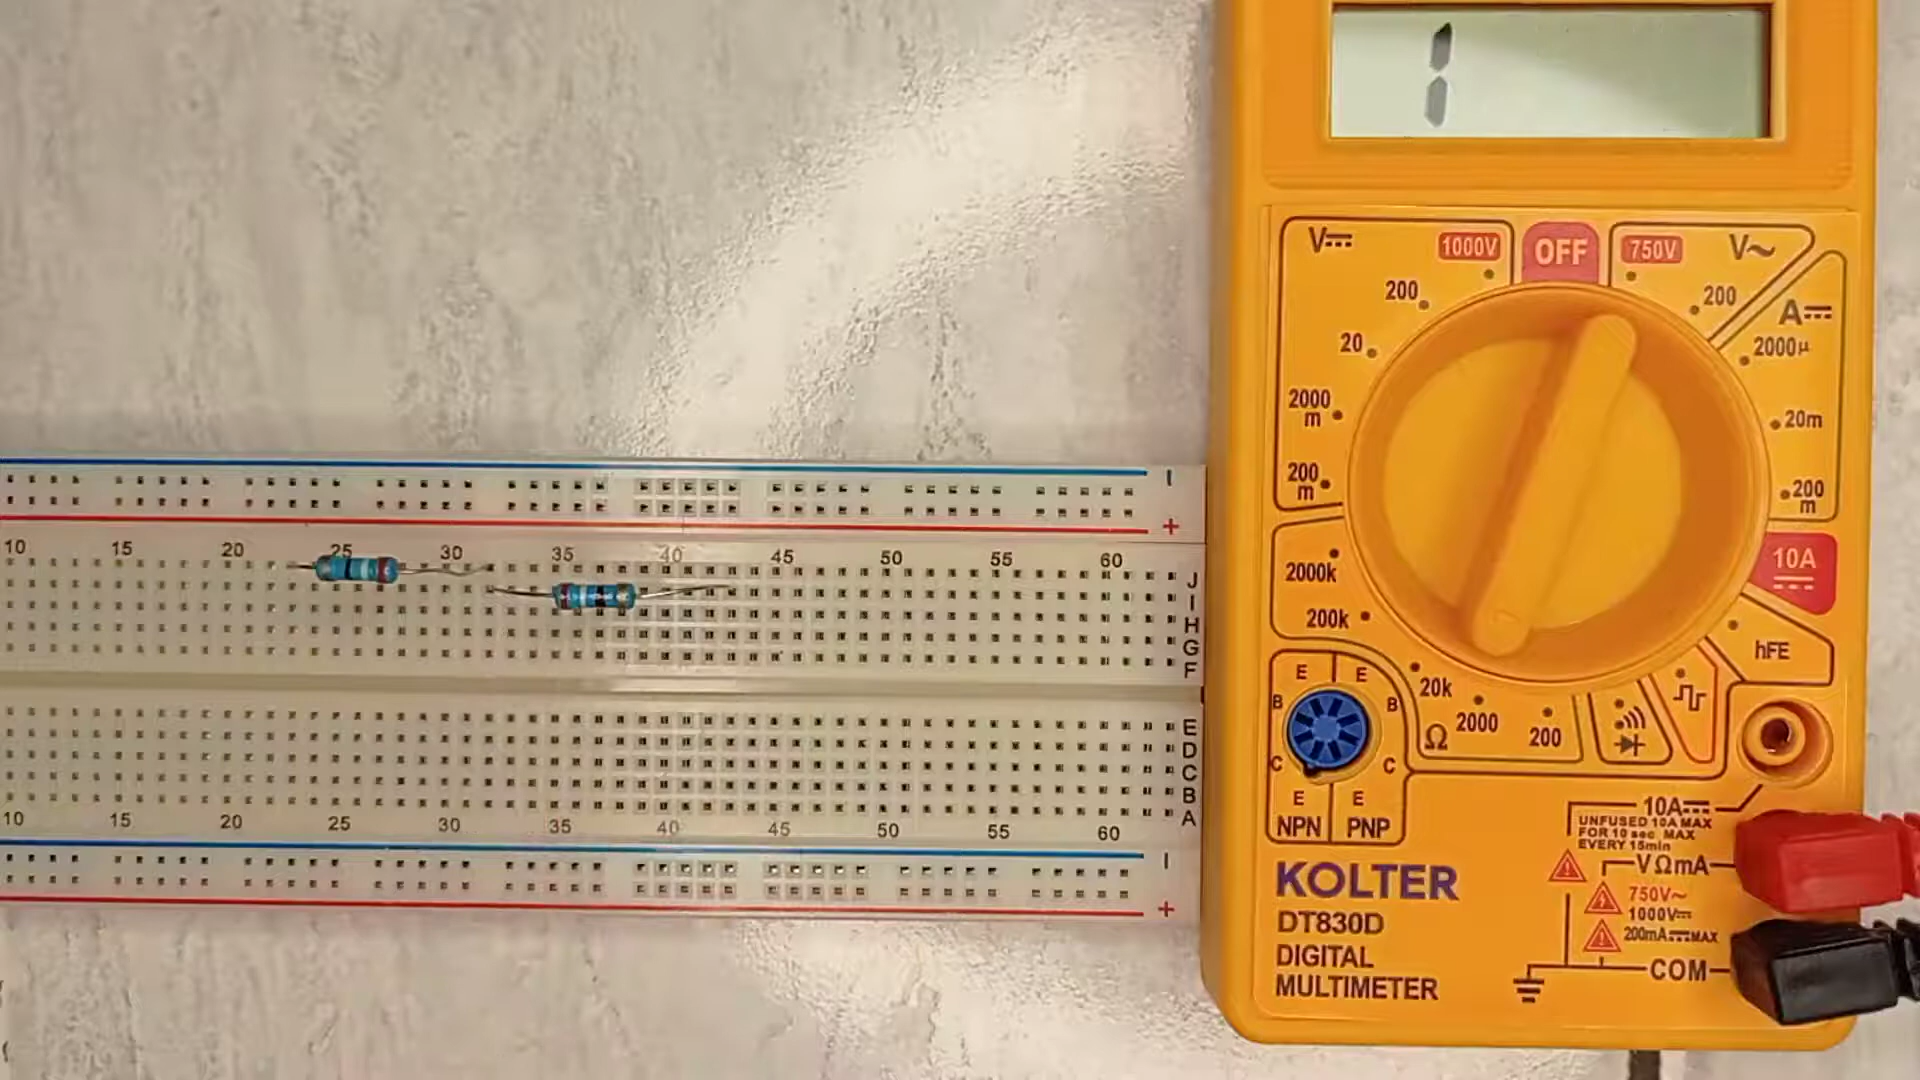 1
V⎓ 1000V OFF 750V V~
200 200 A⎓
20 2000µ
2000
m 20m
200
m 200
m
2000k 10A
200k hFE
20k
Ω 2000 200
E E
B B
C C
E E
NPN PNP
10A⎓
UNFUSED 10A MAX
FOR 10 sec MAX
EVERY 15min
VΩmA
KOLTER
750V~
1000V⎓
DT830D
200mA⎓MAX
DIGITAL
COM
MULTIMETER
I
+
10 15 20 25 30 35 40 45 50 55 60
J
I
H
G
F
E
D
C
B
A
10 15 20 25 30 35 40 45 50 55 60
I
+